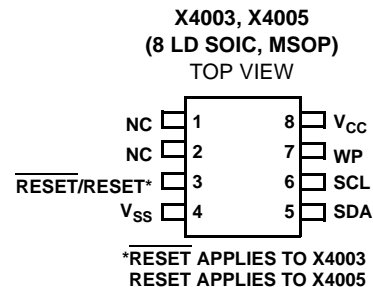 X4003, X4005
(8 LD SOIC, MSOP)
TOP VIEW
NC 1 8 VCC
NC 2 7 WP
RESET/RESET* 3 6 SCL
VSS 4 5 SDA
*RESET APPLIES TO X4003
RESET APPLIES TO X4005